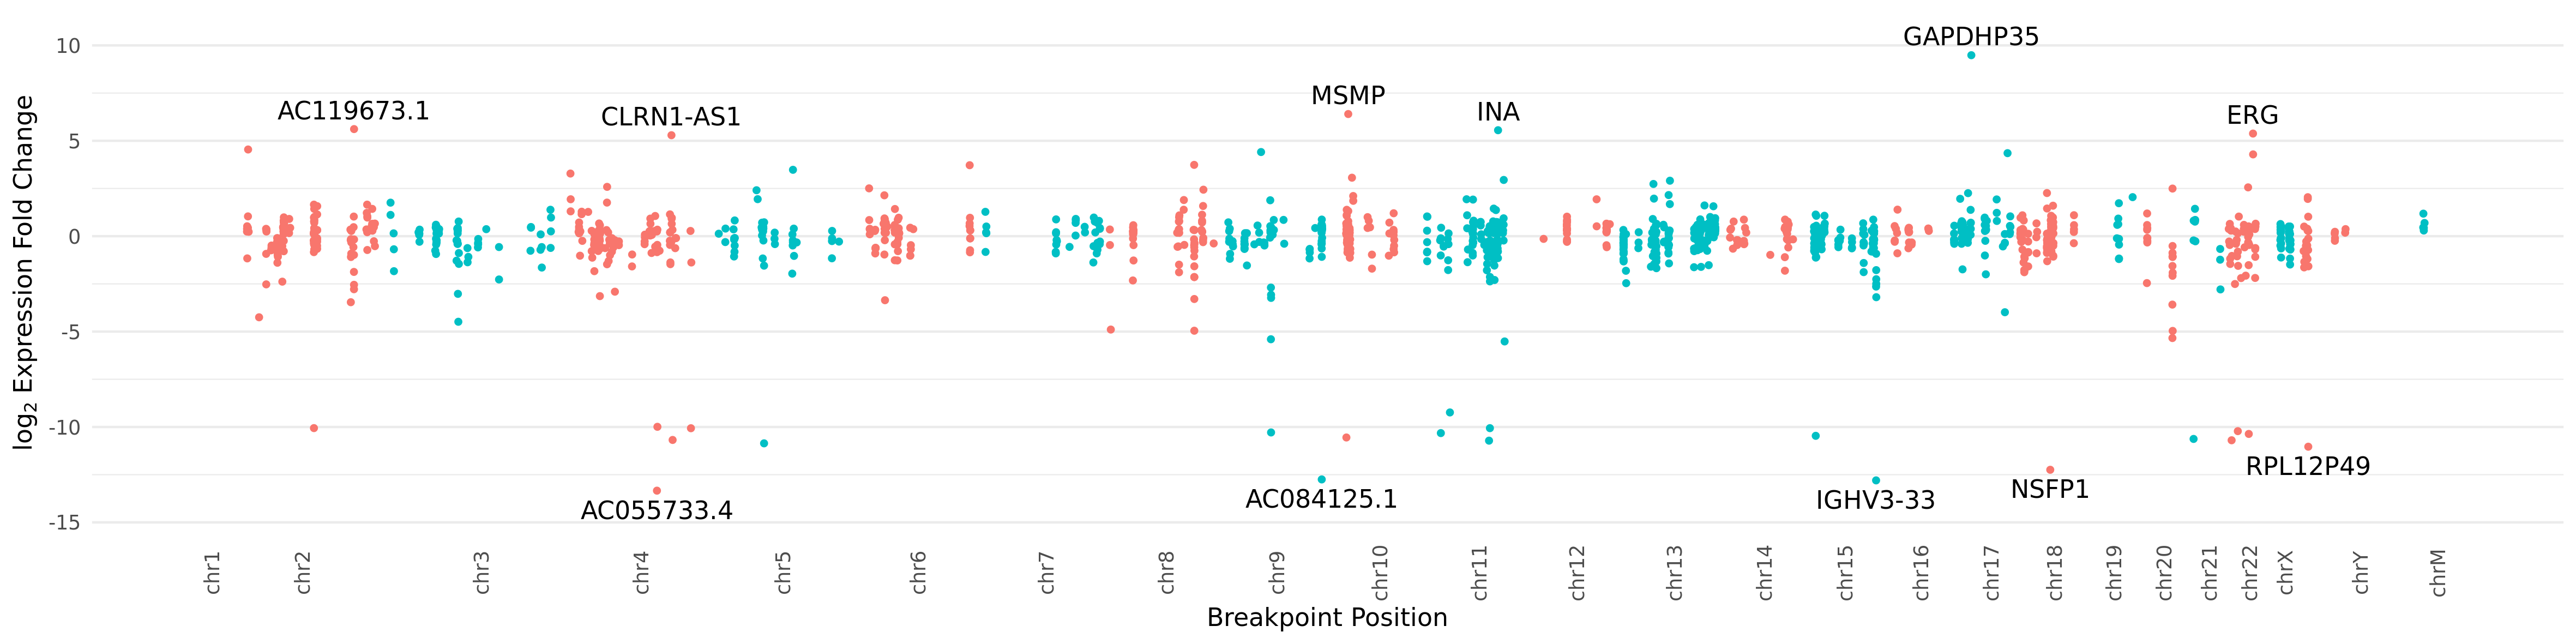 GAPDHP35
10
MSMP
AC119673.1
CLRN1-AS1
INA
ERG
5
0
-5
-10
RPL12P49
NSFP1
AC084125.1
IGHV3-33
AC055733.4
-15
log2 Expression Fold Change
chr1 chr2 chr3 chr4 chr5 chr6 chr7 chr8 chr9 chr10 chr11 chr12 chr13 chr14 chr15 chr16 chr17 chr18 chr19 chr20 chr21 chr22 chrX chrY chrM
Breakpoint Position